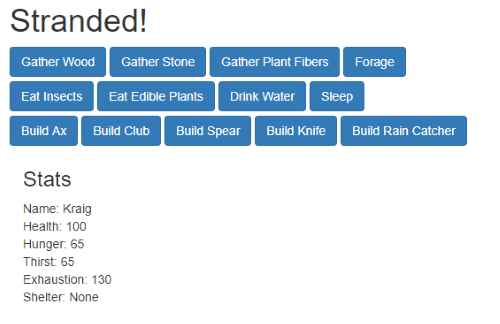 Stranded!
Gather Wood Gather Stone Gather Plant Fibers Forage
Eat Insects Eat Edible Plants Drink Water Sleep
Build Ax Build Club Build Spear Build Knife Build Rain Catcher
Stats
Name: Kraig
Health: 100
Hunger: 65
Thirst: 65
Exhaustion: 130
Shelter: None